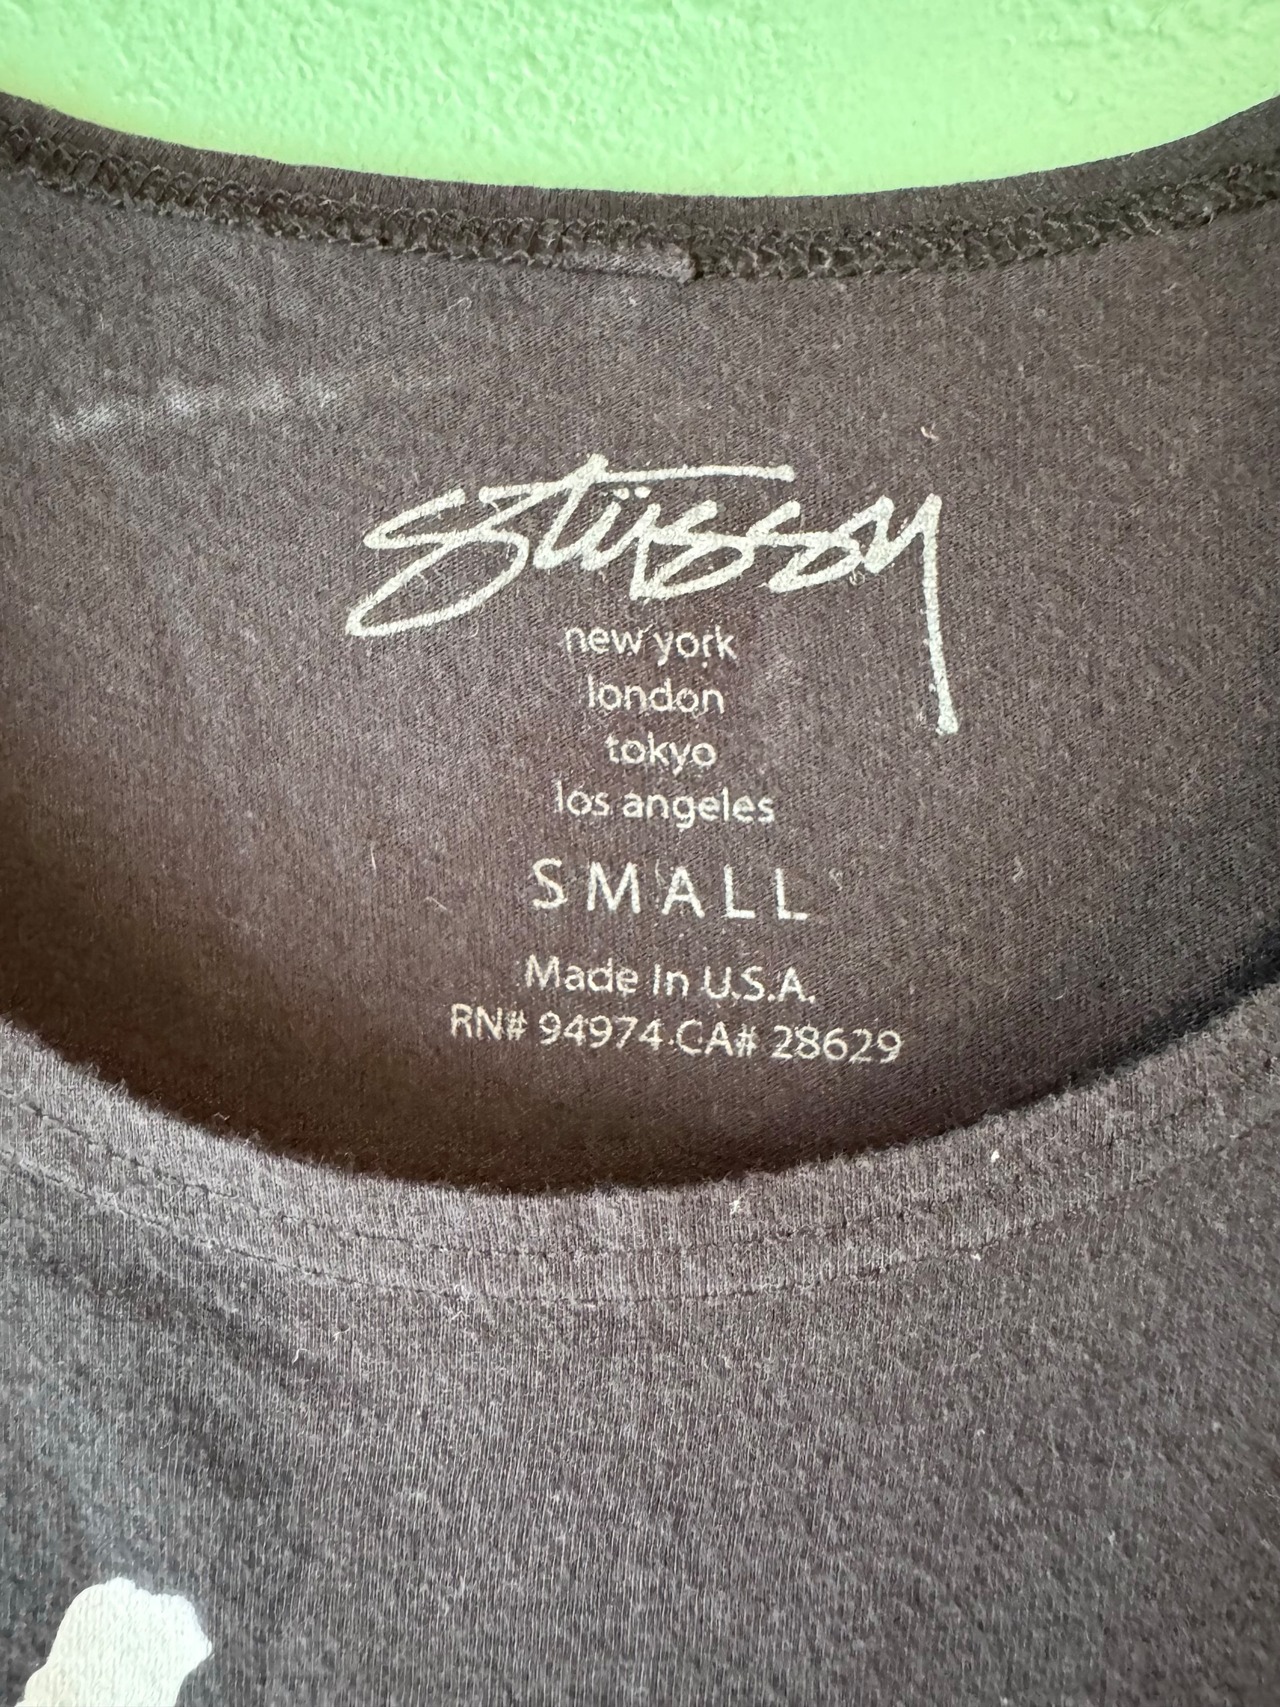 stüssy
new york
london
tokyo
los angeles
SMALL
Made In U.S.A.
RN# 94974 CA# 28629